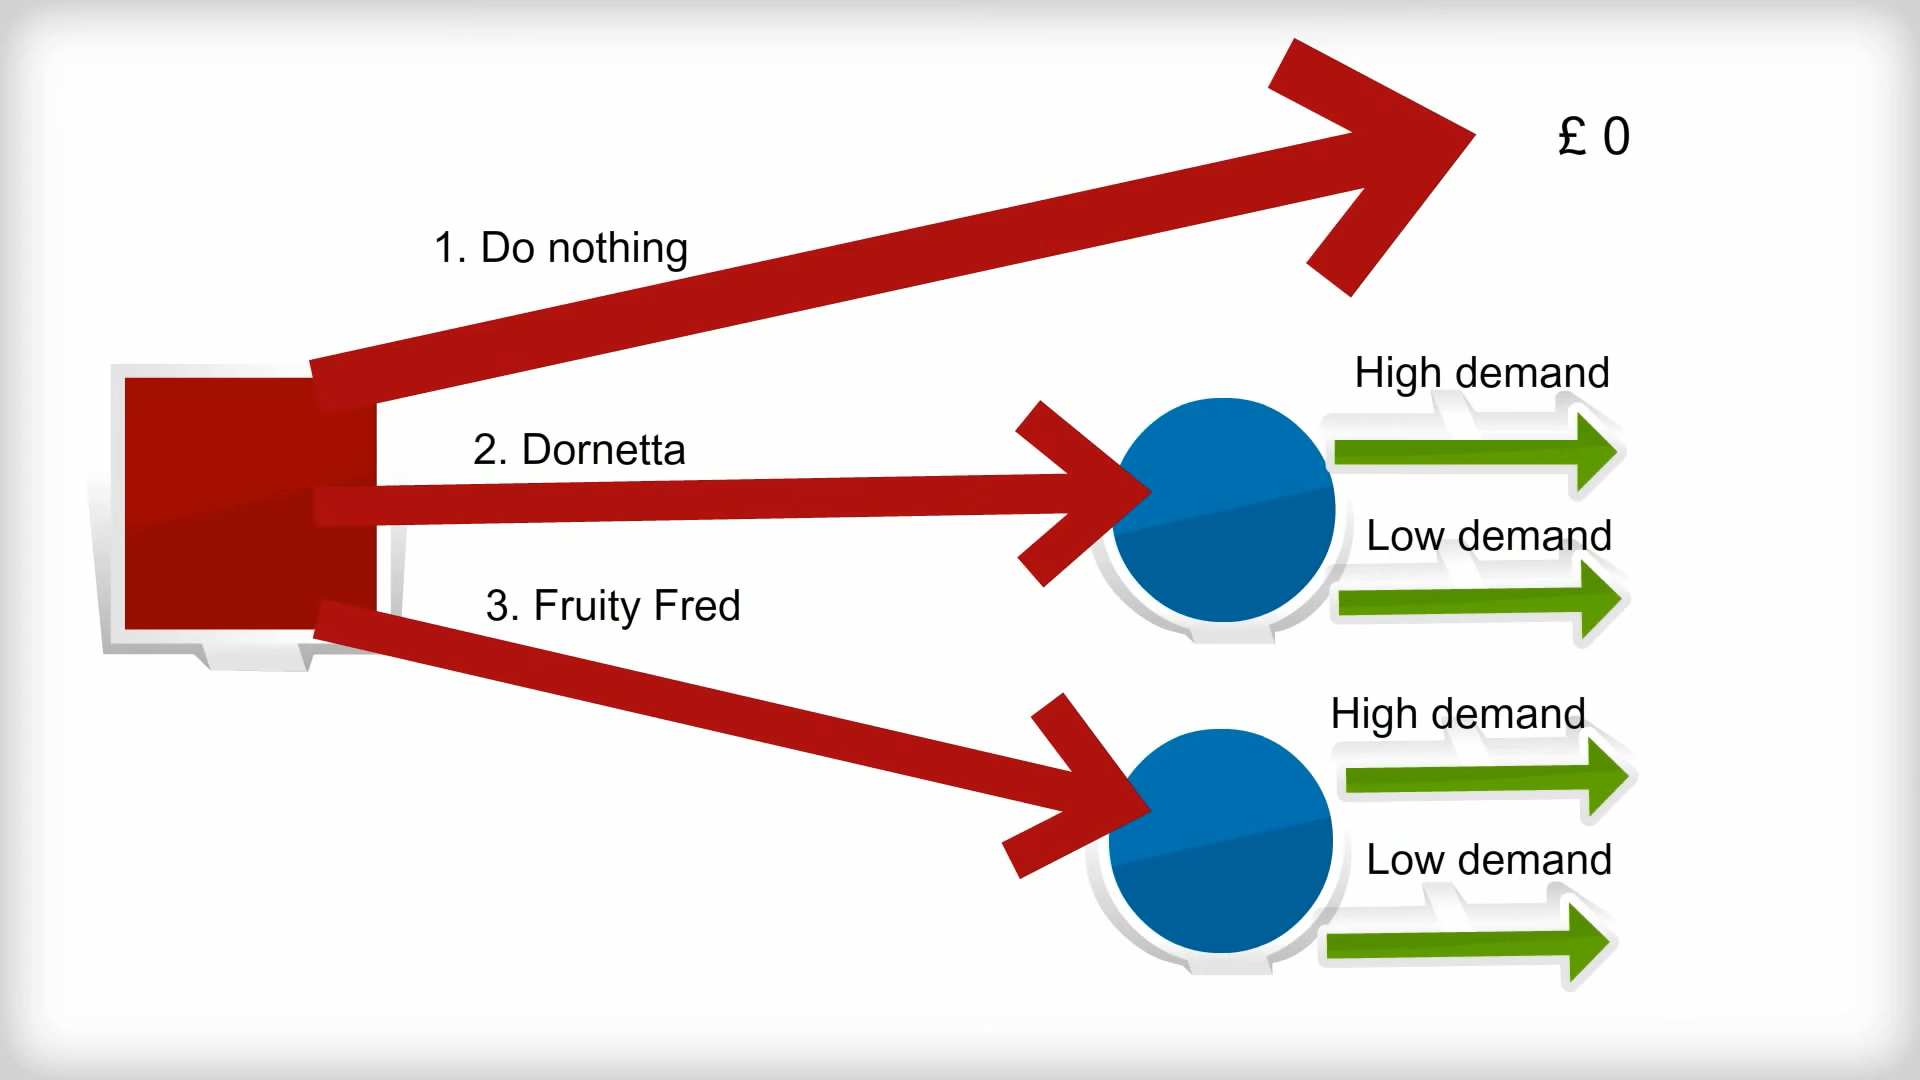 £ 0
1. Do nothing
High demand
2. Dornetta
Low demand
3. Fruity Fred
High demand
Low demand